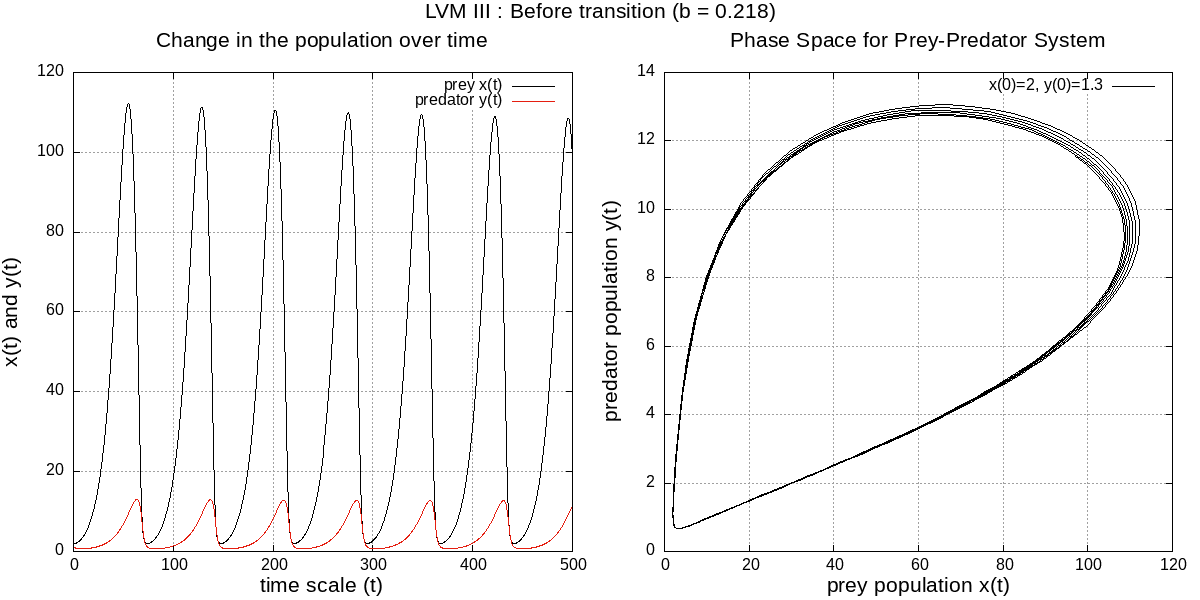 LVM III : Before transition (b = 0.218)
Change in the population over time
120
100
80
60
40
20
0
x(t) and y(t)
prey x(t)
predator y(t)
0 100 200 300 400 500
time scale (t)
Phase Space for Prey-Predator System
14
12
10
8
6
4
2
0
predator population y(t)
x(0)=2, y(0)=1.3
0 20 40 60 80 100 120
prey population x(t)